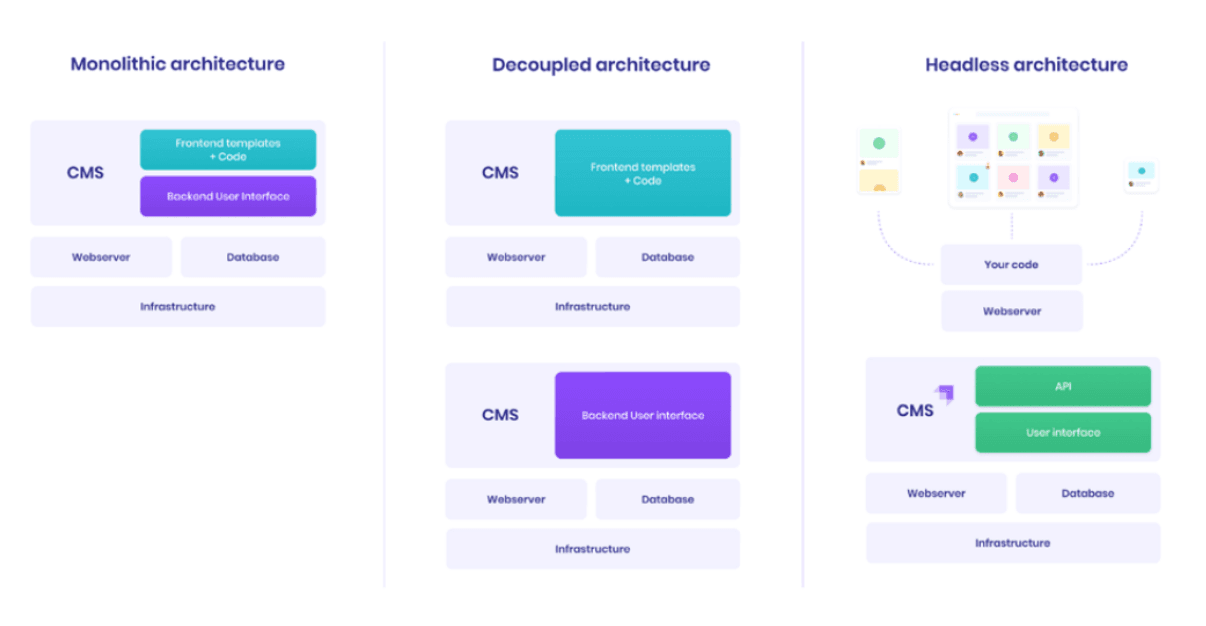 Monolithic architecture
CMS
Frontend templates
+ Code
Backend User Interface
Webserver
Database
Infrastructure
Decoupled architecture
CMS
Frontend templates
+ Code
Webserver
Database
Infrastructure
CMS
Backend User interface
Webserver
Database
Infrastructure
Headless architecture
Your code
Webserver
CMS
API
User interface
Webserver
Database
Infrastructure